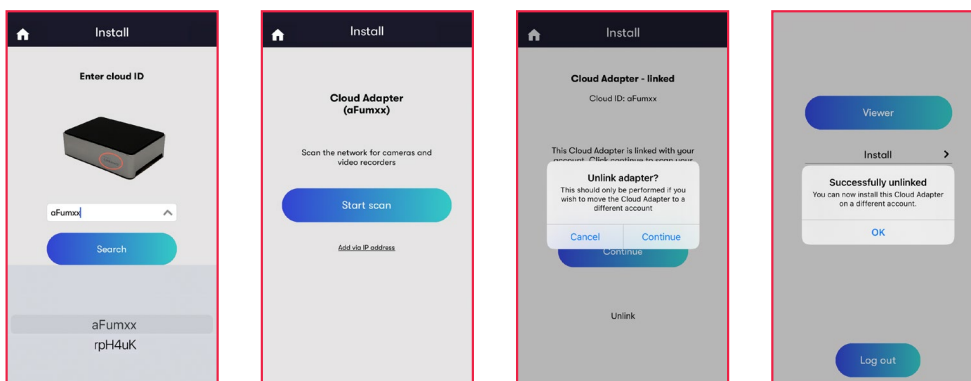 Install
Enter cloud ID
aFumxx
Search
aFumxx
rpH4uK
Install
Cloud Adapter
(aFumxx)
Scan the network for cameras and
video recorders
Start scan
Add via IP address
Install
Cloud Adapter - linked
Cloud ID: aFumxx
This Cloud Adapter is linked with your
account. Click continue to scan your
Unlink adapter?
This should only be performed if you
wish to move the Cloud Adapter to a
different account
Cancel Continue
Continue
Unlink
Viewer
Install
Successfully unlinked
You can now install this Cloud Adapter
on a different account.
OK
Log out